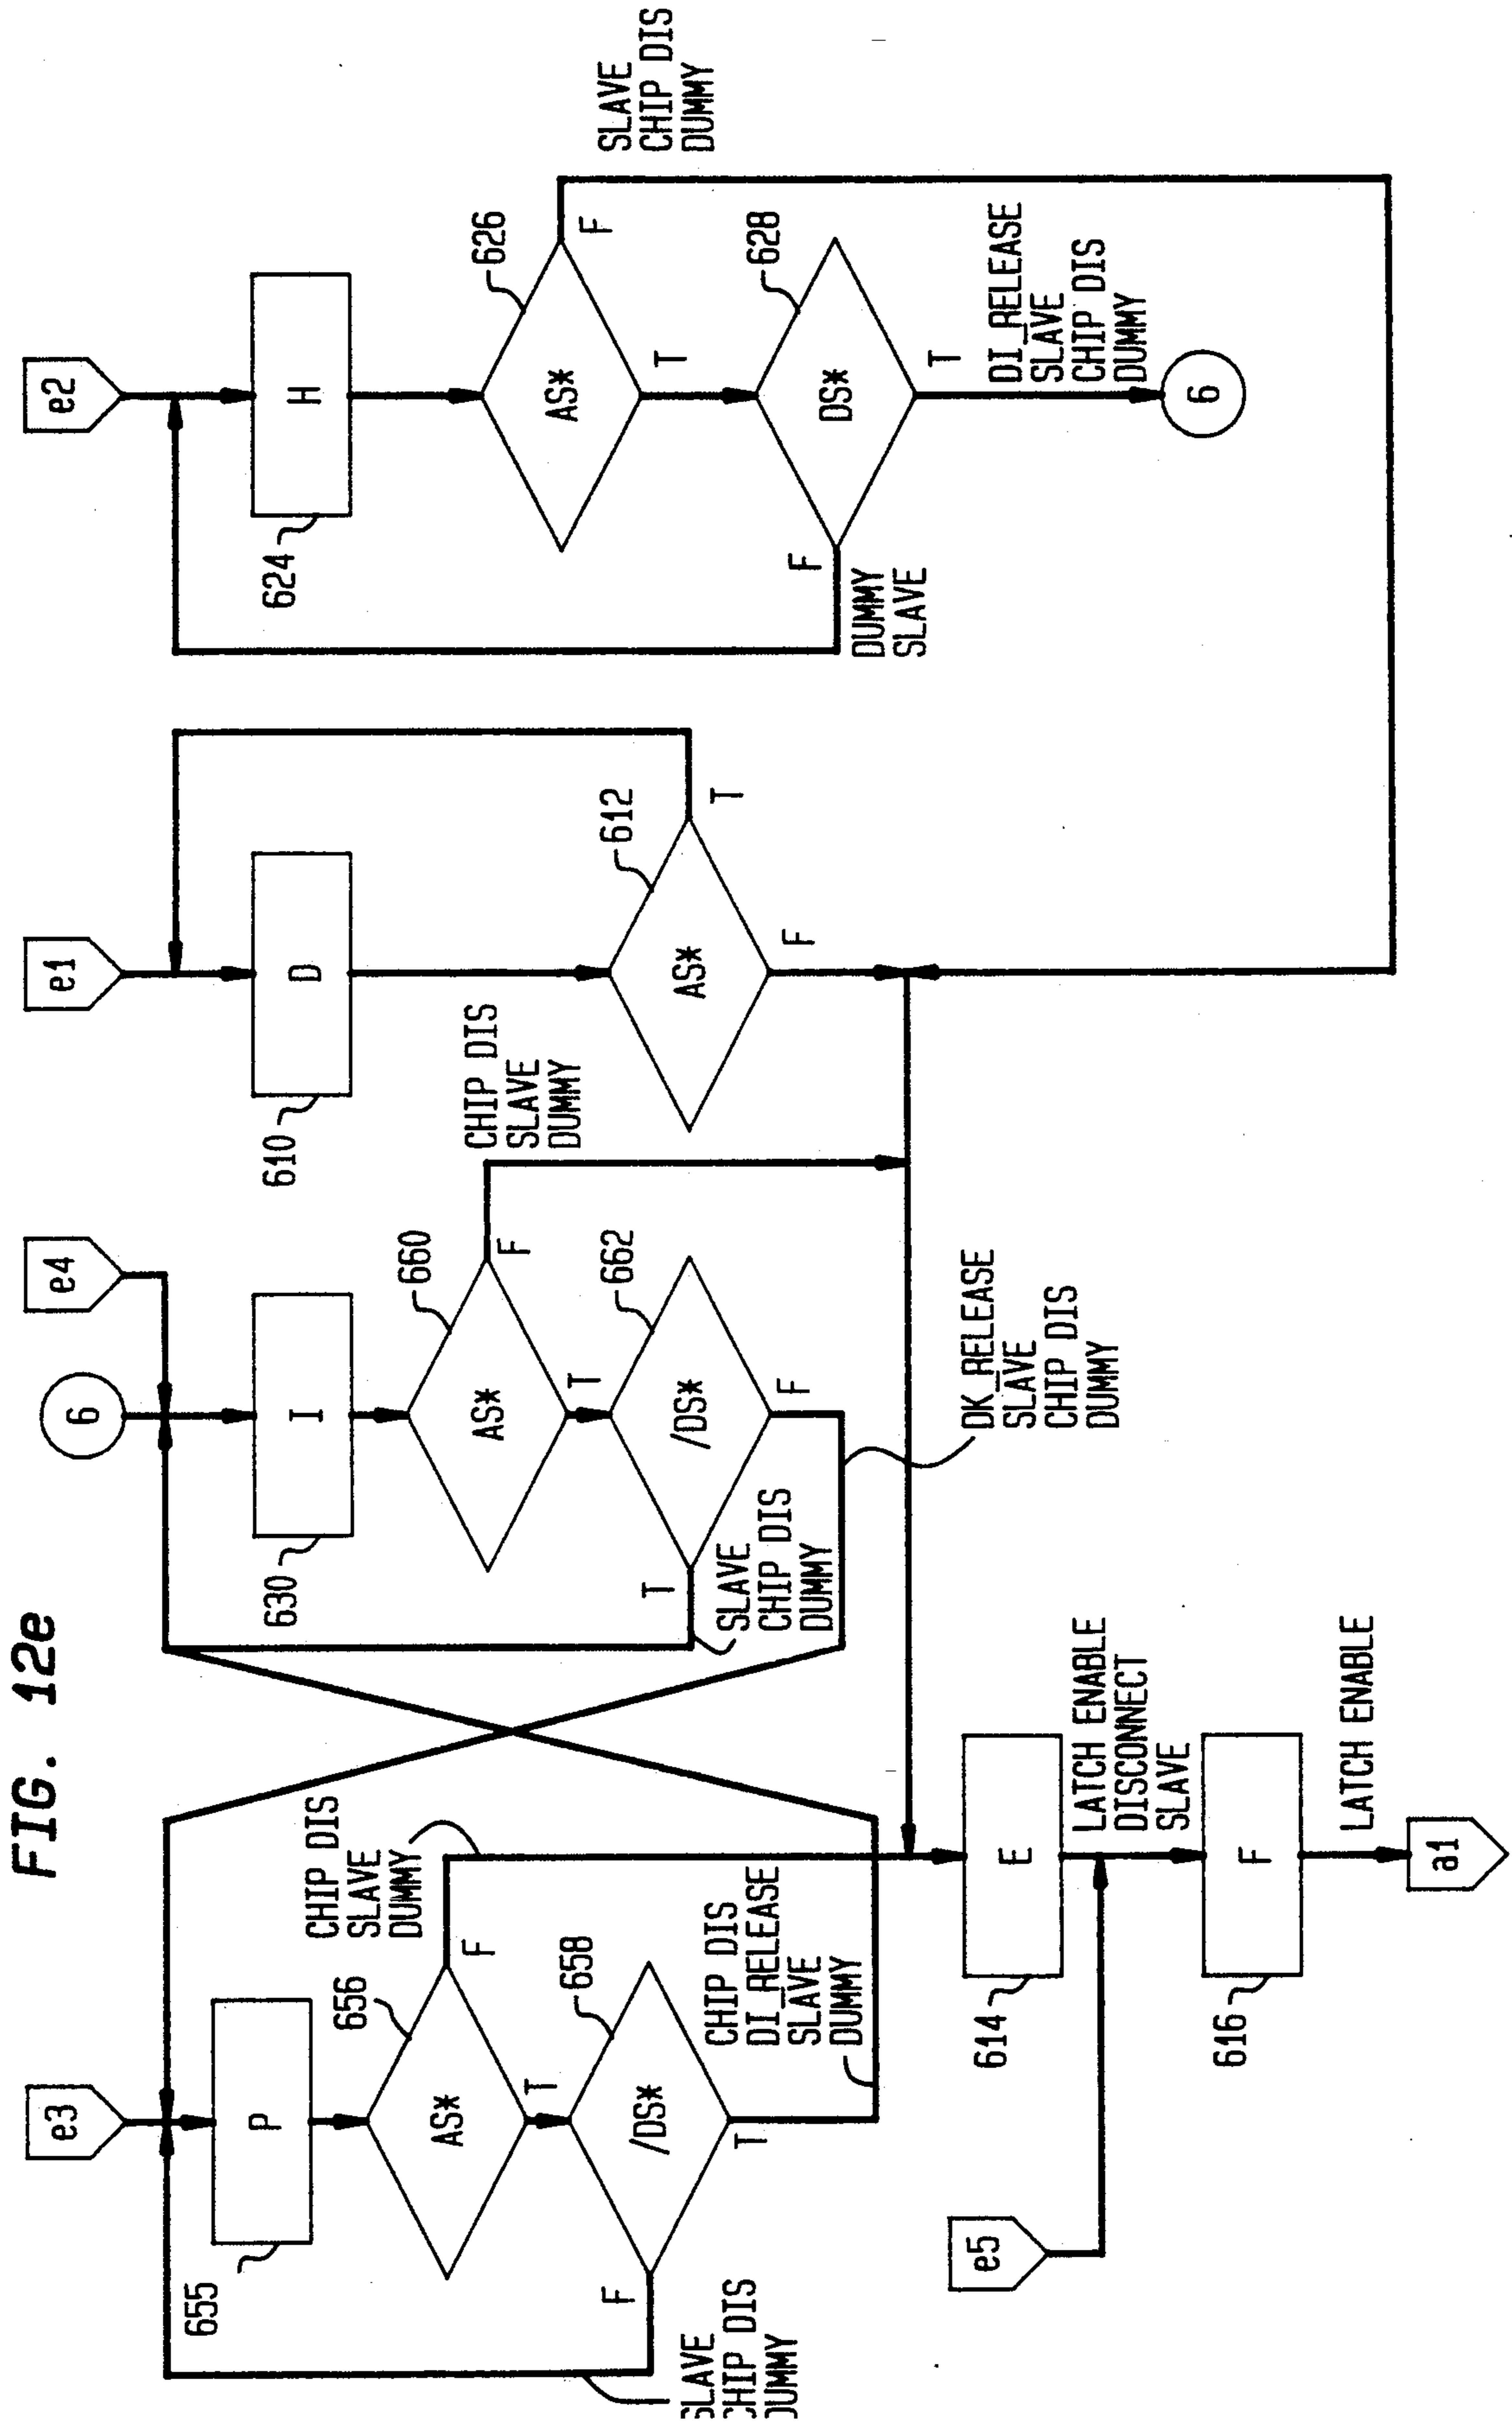 FIG. 12e
e3
655
P
656
AS*
F
T
CHIP DIS
SLAVE
DUMMY
658
/DS*
F
T
SLAVE
CHIP DIS
DUMMY
CHIP DIS
DI_RELEASE
SLAVE
DUMMY
6
e4
630
I
660
AS*
F
T
CHIP DIS
SLAVE
DUMMY
662
/DS*
T
F
SLAVE
CHIP DIS
DUMMY
DK_RELEASE
SLAVE
CHIP DIS
DUMMY
e1
610
D
612
AS*
T
F
e2
624
H
626
AS*
F
T
SLAVE
CHIP DIS
DUMMY
628
DS*
F
T
DUMMY
SLAVE
DI_RELEASE
SLAVE
CHIP DIS
DUMMY
6
e5
614
E
LATCH ENABLE
DISCONNECT
SLAVE
616
F
LATCH ENABLE
a1